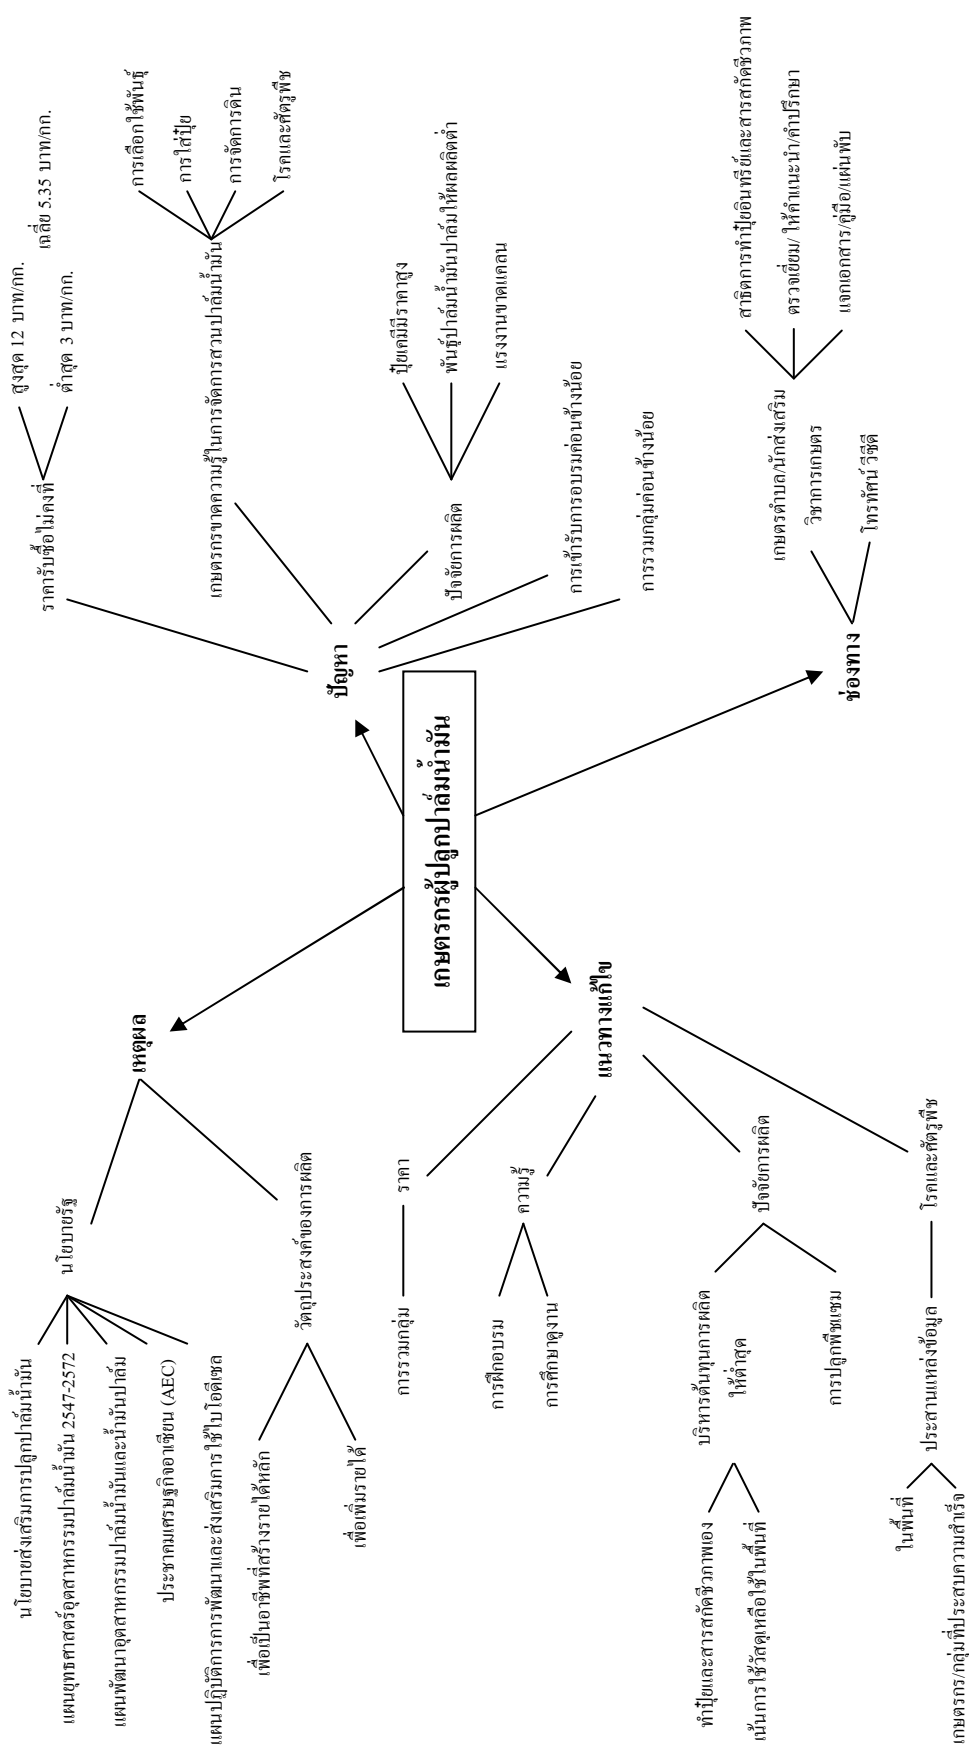 นโยบายส่งเสริมการปลูกปาล์มน้ำมัน
แผนยุทธศาสตร์อุตสาหกรรมปาล์มน้ำมัน 2547-2572
แผนพัฒนาอุตสาหกรรมปาล์มน้ำมันและน้ำมันปาล์ม
ประชาคมเศรษฐกิจอาเซียน (AEC)
แผนปฏิบัติการการพัฒนาและส่งเสริมการใช้ไบโอดีเซล
นโยบายรัฐ
เหตุผล
วัตถุประสงค์ของการผลิต
เพื่อเป็นอาชีพที่สร้างรายได้หลัก
เพื่อเพิ่มรายได้
ราคารับซื้อไม่คงที่
สูงสุด 12 บาท/กก.
ต่ำสุด 3 บาท/กก.
เฉลี่ย 5.35 บาท/กก.
เกษตรกรขาดความรู้ในการจัดการสวนปาล์มน้ำมัน
การเลือกใช้พันธุ์
การใส่ปุ๋ย
การจัดการดิน
โรคและศัตรูพืช
ปัญหา
ปัจจัยการผลิต
ปุ๋ยเคมีมีราคาสูง
พันธุ์ปาล์มน้ำมันปาล์มให้ผลผลิตต่ำ
แรงงานขาดแคลน
การเข้ารับการอบรมค่อนข้างน้อย
การรวมกลุ่มค่อนข้างน้อย
เกษตรกรผู้ปลูกปาล์มน้ำมัน
แนวทางแก้ไข
ราคา
การรวมกลุ่ม
ความรู้
การฝึกอบรม
การศึกษาดูงาน
ปัจจัยการผลิต
บริหารต้นทุนการผลิต
ให้ต่ำสุด
ทำปุ๋ยและสารสกัดชีวภาพเอง
เน้นการใช้วัสดุเหลือใช้ในพื้นที่
การปลูกพืชแซม
โรคและศัตรูพืช
ประสานแหล่งข้อมูล
ในพื้นที่
เกษตรกร/กลุ่มที่ประสบความสำเร็จ
ช่องทาง
เกษตรตำบล/นักส่งเสริม
วิชาการเกษตร
สาธิตการทำปุ๋ยอินทรีย์และสารสกัดชีวภาพ
ตรวจเยี่ยม/ ให้คำแนะนำ/คำปรึกษา
แจกเอกสาร/คู่มือ/แผ่นพับ
โทรทัศน์ วีซีดี